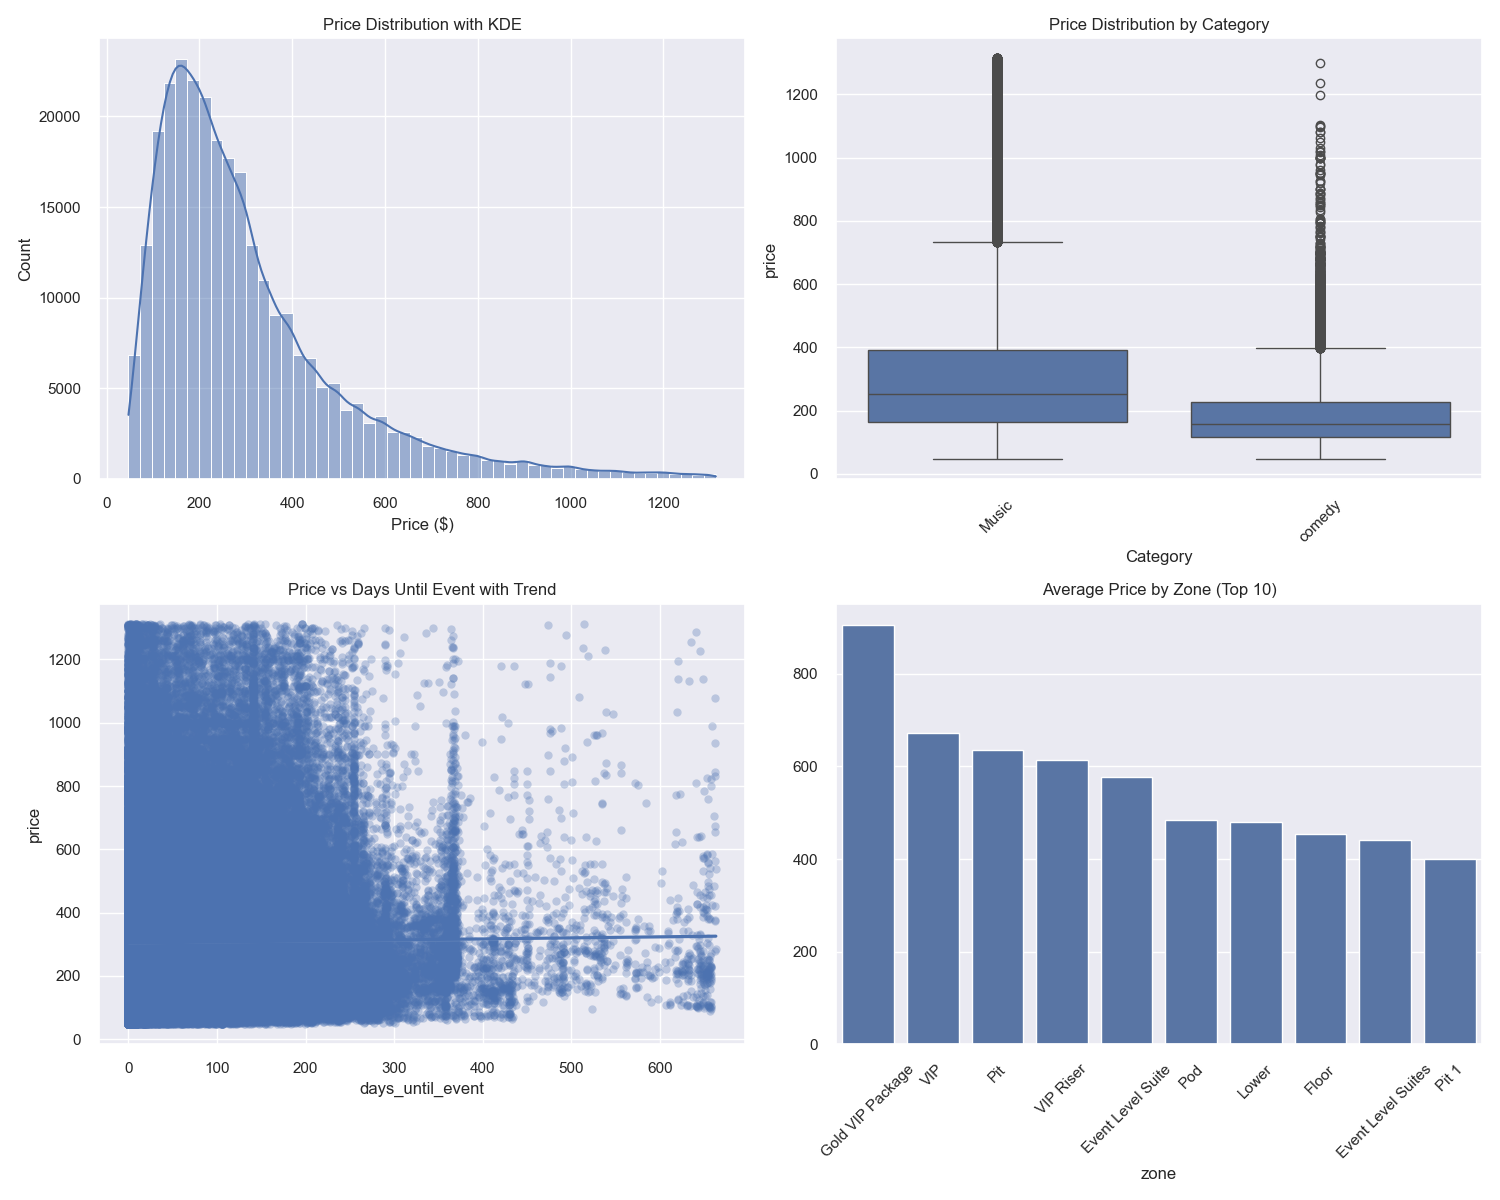 Price Distribution with KDE
Count
20000
15000
10000
5000
0
0 200 400 600 800 1000 1200
Price ($)
Price Distribution by Category
price
1200
1000
800
600
400
200
0
Music comedy
Category
Price vs Days Until Event with Trend
price
1200
1000
800
600
400
200
0
0 100 200 300 400 500 600
days_until_event
Average Price by Zone (Top 10)
800
600
400
200
0
Gold VIP Package
VIP
Pit
VIP Riser
Event Level Suite
Pod
Lower
Floor
Event Level Suites
Pit 1
zone